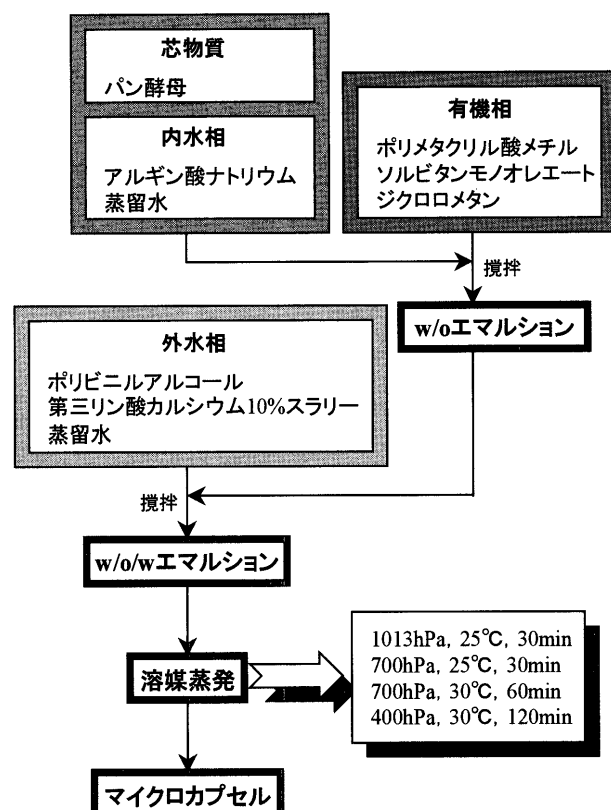 芯物質
パン酵母
内水相
アルギン酸ナトリウム
蒸留水
有機相
ポリメタクリル酸メチル
ソルビタンモノオレエート
ジクロロメタン
撹拌
w/oエマルション
外水相
ポリビニルアルコール
第三リン酸カルシウム10%スラリー
蒸留水
撹拌
w/o/wエマルション
溶媒蒸発
1013hPa, 25℃, 30min
700hPa, 25℃, 30min
700hPa, 30℃, 60min
400hPa, 30℃, 120min
マイクロカプセル